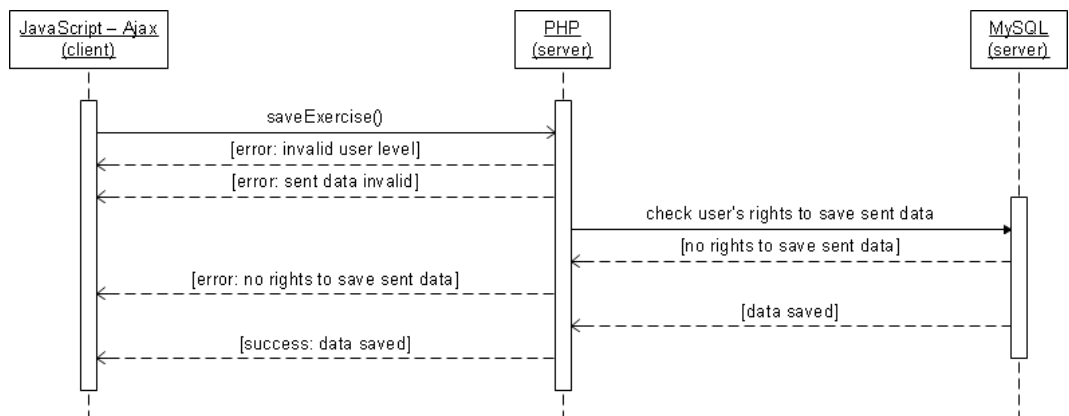 JavaScript – Ajax
(client)
PHP
(server)
MySQL
(server)
saveExercise()
[error: invalid user level]
[error: sent data invalid]
check user's rights to save sent data
[no rights to save sent data]
[error: no rights to save sent data]
[data saved]
[success: data saved]